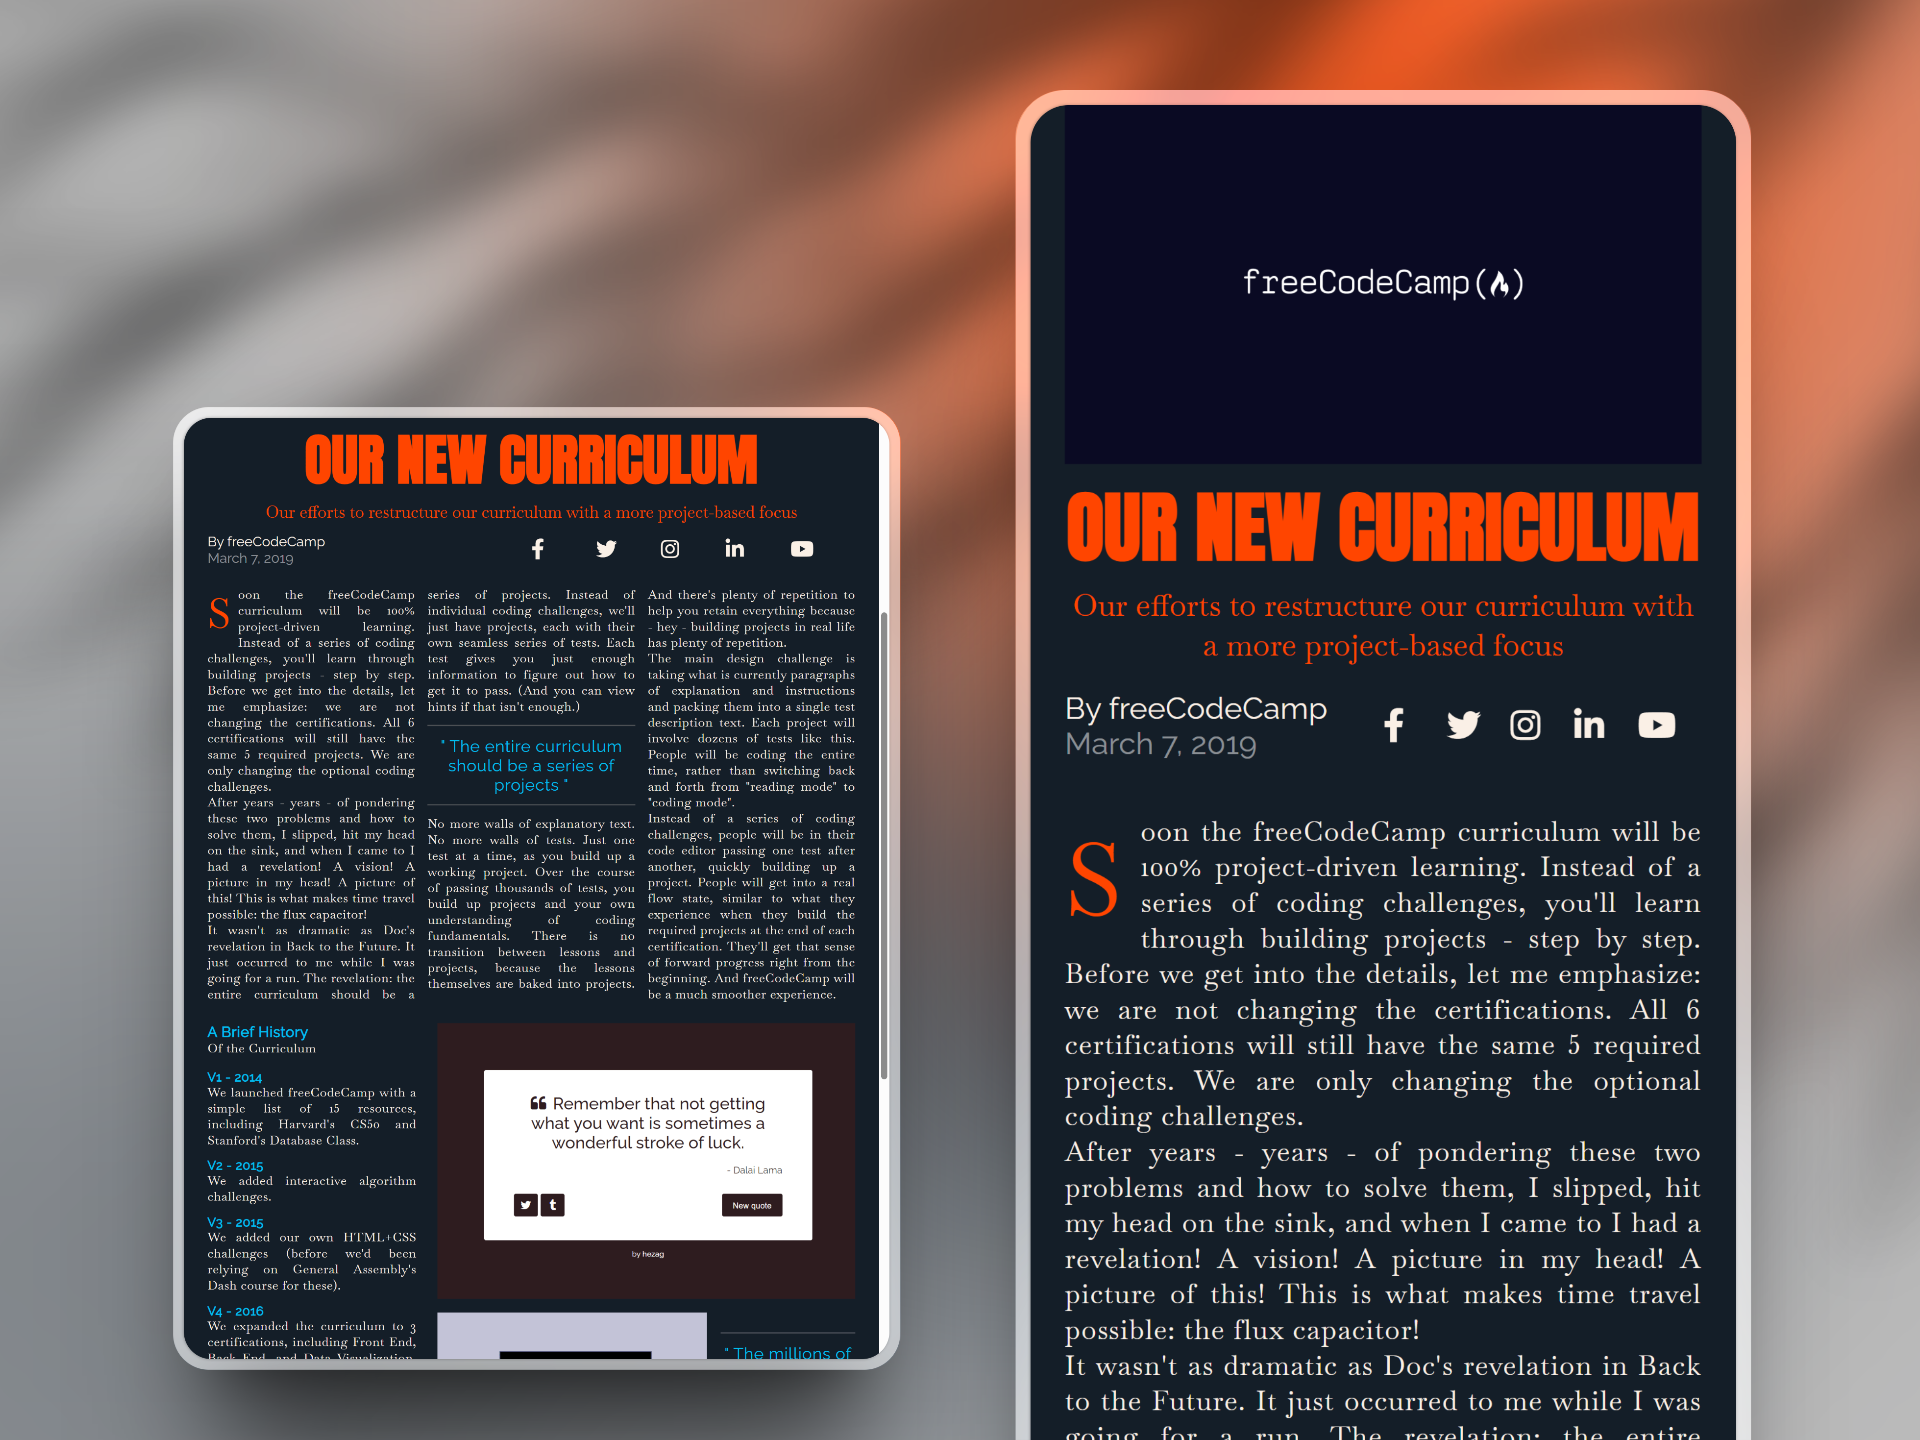 OUR NEW CURRICULUM
Our efforts to restructure our curriculum with a more project-based focus
By freeCodeCamp
March 7, 2019
Soon the freeCodeCamp
curriculum will be 100%
project-driven learning.
Instead of a series of coding
challenges, you'll learn through
building projects - step by step.
Before we get into the details, let
me emphasize: we are not
changing the certifications. All 6
certifications will still have the
same 5 required projects. We are
only changing the optional coding
challenges.
After years - years - of pondering
these two problems and how to
solve them, I slipped, hit my head
on the sink, and when I came to I
had a revelation! A vision! A
picture in my head! A picture of
this! This is what makes time travel
possible: the flux capacitor!
It wasn't as dramatic as Doc's
revelation in Back to the Future. It
just occurred to me while I was
going for a run. The revelation: the
entire curriculum should be a
series of projects. Instead of
individual coding challenges, we'll
just have projects, each with their
own seamless series of tests. Each
test gives you just enough
information to figure out how to
get it to pass. (And you can view
hints if that isn't enough.)
" The entire curriculum
should be a series of
projects "
No more walls of explanatory text.
No more walls of tests. Just one
test at a time, as you build up a
working project. Over the course
of passing thousands of tests, you
build up projects and your own
understanding of coding
fundamentals. There is no
transition between lessons and
projects, because the lessons
themselves are baked into projects.
And there's plenty of repetition to
help you retain everything because
- hey - building projects in real life
has plenty of repetition.
The main design challenge is
taking what is currently paragraphs
of explanation and instructions
and packing them into a single test
description text. Each project will
involve dozens of tests like this.
People will be coding the entire
time, rather than switching back
and forth from "reading mode" to
"coding mode".
Instead of a series of coding
challenges, people will be in their
code editor passing one test after
another, quickly building up a
project. People will get into a real
flow state, similar to what they
experience when they build the
required projects at the end of each
certification. They'll get that sense
of forward progress right from the
beginning. And freeCodeCamp will
be a much smoother experience.
A Brief History
Of the Curriculum
V1 - 2014
We launched freeCodeCamp with a
simple list of 15 resources,
including Harvard's CS50 and
Stanford's Database Class.
V2 - 2015
We added interactive algorithm
challenges.
V3 - 2015
We added our own HTML+CSS
challenges (before we'd been
relying on General Assembly's
Dash course for these).
V4 - 2016
We expanded the curriculum to 3
certifications, including Front End,
Back End, and Data Visualization.
Remember that not getting
what you want is sometimes a
wonderful stroke of luck.
- Dalai Lama
New quote
by hezag
" The millions of
freeCodeCamp()
OUR NEW CURRICULUM
Our efforts to restructure our curriculum with
a more project-based focus
By freeCodeCamp
March 7, 2019
Soon the freeCodeCamp curriculum will be
100% project-driven learning. Instead of a
series of coding challenges, you'll learn
through building projects - step by step.
Before we get into the details, let me emphasize:
we are not changing the certifications. All 6
certifications will still have the same 5 required
projects. We are only changing the optional
coding challenges.
After years - years - of pondering these two
problems and how to solve them, I slipped, hit
my head on the sink, and when I came to I had a
revelation! A vision! A picture in my head! A
picture of this! This is what makes time travel
possible: the flux capacitor!
It wasn't as dramatic as Doc's revelation in Back
to the Future. It just occurred to me while I was
going for a run. The revelation: the entire